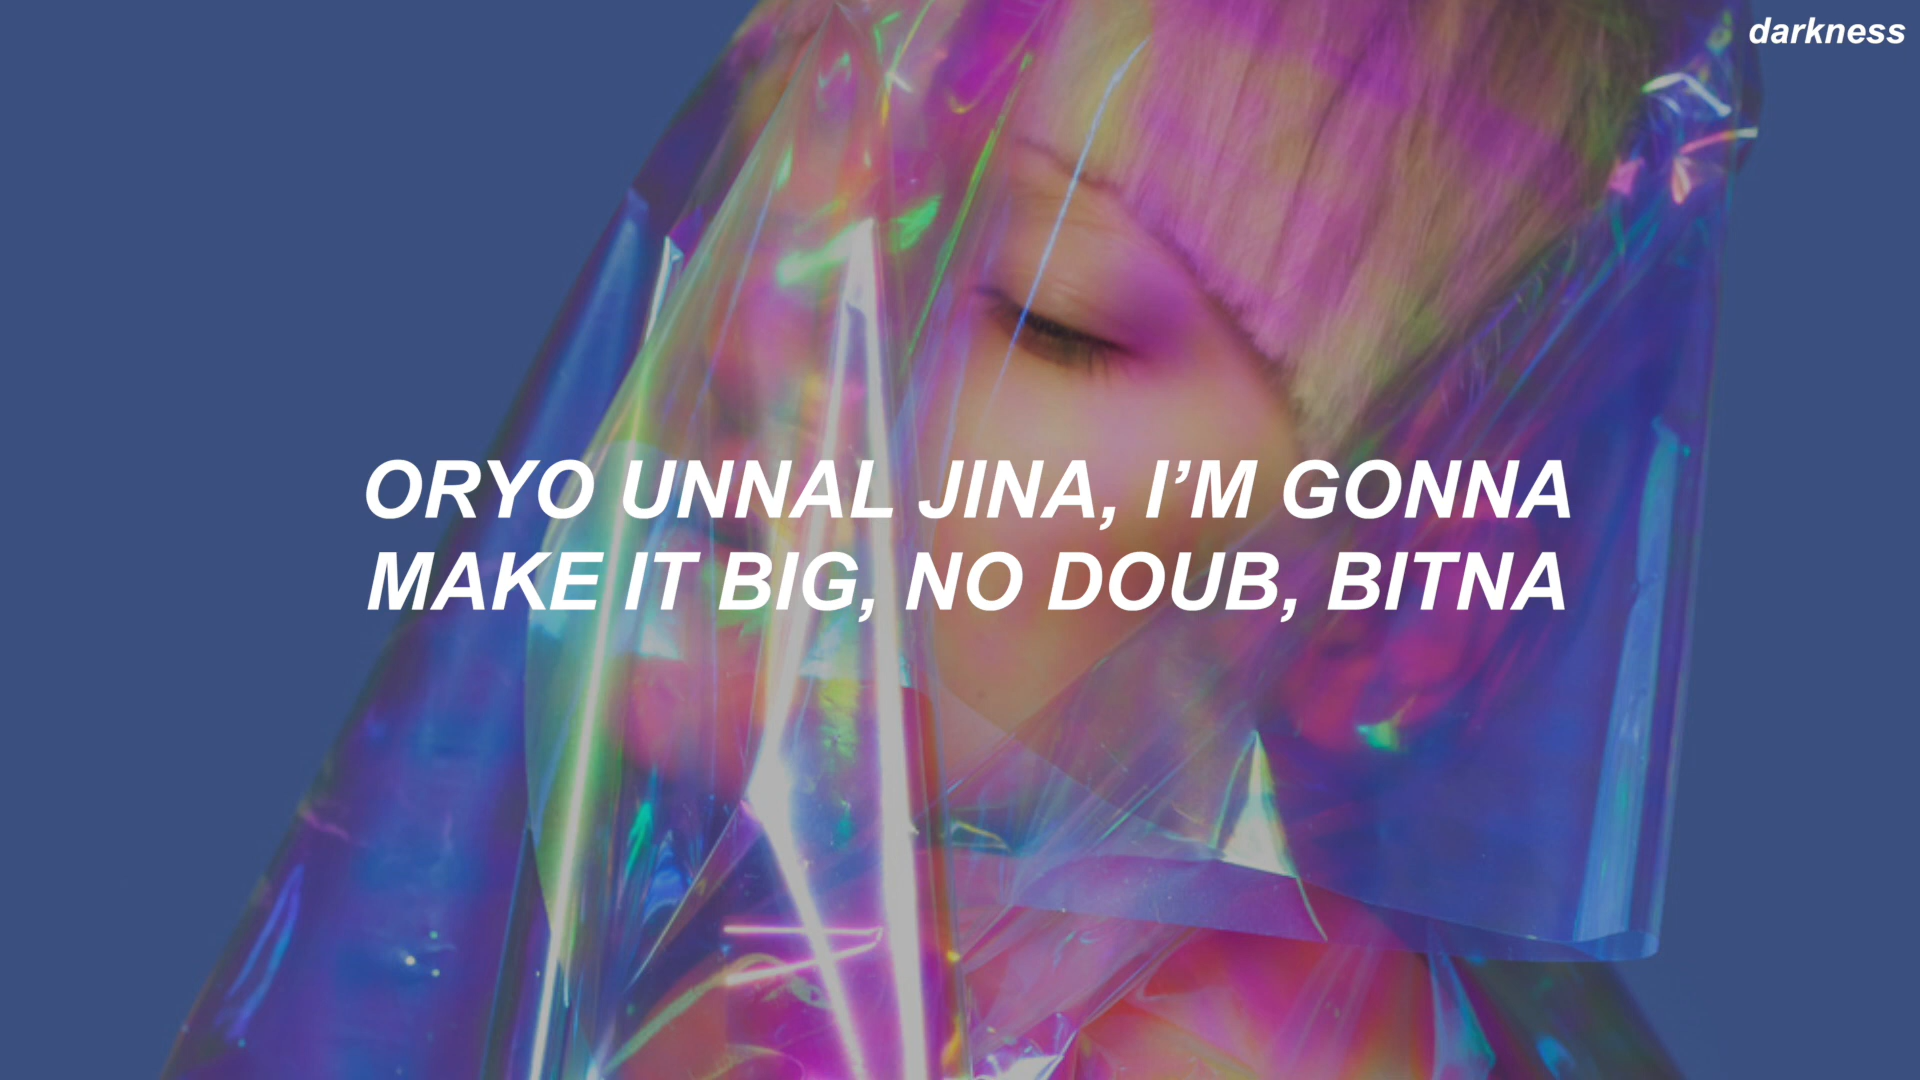 darkness
ORYO UNNAL JINA, I’M GONNA
MAKE IT BIG, NO DOUB, BITNA